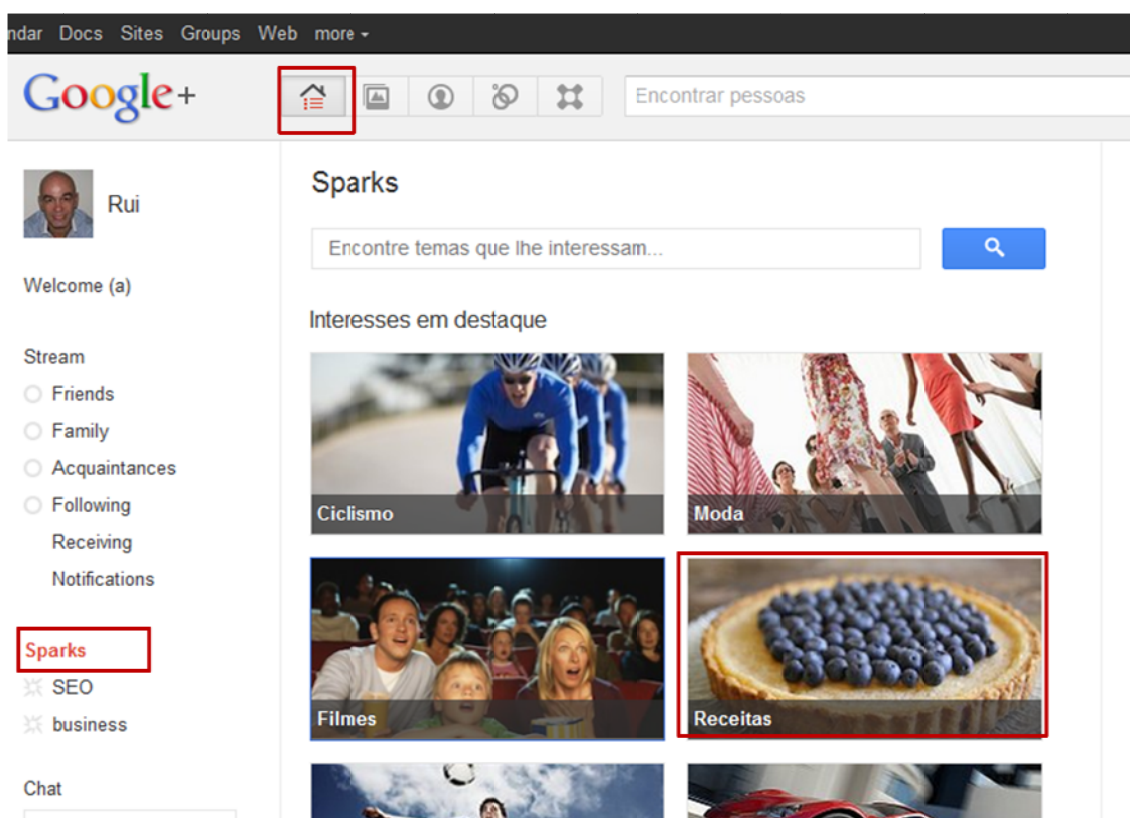 ndar Docs Sites Groups Web more
Google+
Encontrar pessoas
Rui
Sparks
Encontre temas que lhe interessam...
Welcome (a)
Interesses em destaque
Stream
Friends
Family
Acquaintances
Following
Receiving
Notifications
Sparks
SEO
business
Chat
Ciclismo
Moda
Filmes
Receitas